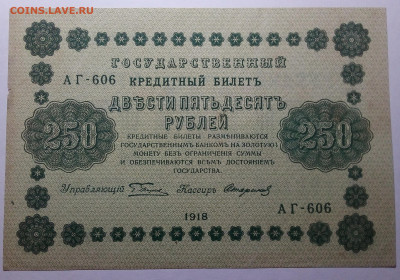 COINS.LAVE.RU
ГОСУДАРСТВЕННЫЙ
АГ-606
КРЕДИТНЫЙ БИЛЕТЪ
ДВѢСТИ ПЯТЬДЕСЯТЪ
РУБЛЕЙ
250
250
КРЕДИТНЫЕ БИЛЕТЫ РАЗМѢНИВАЮТСЯ
ГОСУДАРСТВЕННЫМЪ БАНКОМЪ НА ЗОЛОТУЮ
МОНЕТУ БЕЗЪ ОГРАНИЧЕНІЯ СУММЫ
И ОБЕЗПЕЧИВАЮТСЯ ВСѢМЪ ДОСТОЯНІЕМЪ
ГОСУДАРСТВА.
Управляющій
Кассиръ
АГ-606
1918